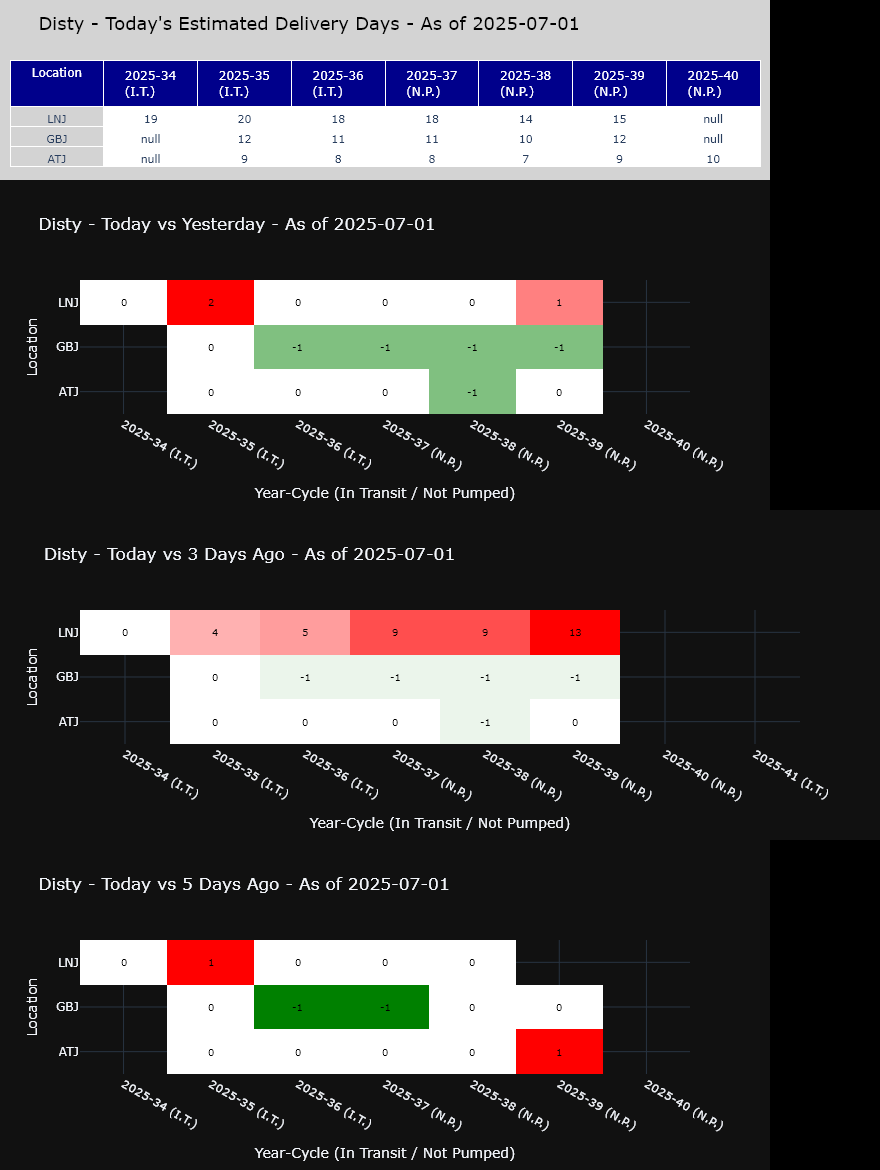 Disty - Today's Estimated Delivery Days - As of 2025-07-01
Location 2025-34 (I.T.) 2025-35 (I.T.) 2025-36 (I.T.) 2025-37 (N.P.) 2025-38 (N.P.) 2025-39 (N.P.) 2025-40 (N.P.)
LNJ 19 20 18 18 14 15 null
GBJ null 12 11 11 10 12 null
ATJ null 9 8 8 7 9 10
Disty - Today vs Yesterday - As of 2025-07-01
Location
LNJ 0 2 0 0 0 1
GBJ 0 -1 -1 -1 -1
ATJ 0 0 0 -1 0
2025-34 (I.T.) 2025-35 (I.T.) 2025-36 (I.T.) 2025-37 (N.P.) 2025-38 (N.P.) 2025-39 (N.P.) 2025-40 (N.P.)
Year-Cycle (In Transit / Not Pumped)
Disty - Today vs 3 Days Ago - As of 2025-07-01
Location
LNJ 0 4 5 9 9 13
GBJ 0 -1 -1 -1 -1
ATJ 0 0 0 -1 0
2025-34 (I.T.) 2025-35 (I.T.) 2025-36 (I.T.) 2025-37 (N.P.) 2025-38 (N.P.) 2025-39 (N.P.) 2025-40 (N.P.) 2025-41 (I.T.)
Year-Cycle (In Transit / Not Pumped)
Disty - Today vs 5 Days Ago - As of 2025-07-01
Location
LNJ 0 1 0 0 0
GBJ 0 -1 -1 0 0
ATJ 0 0 0 0 1
2025-34 (I.T.) 2025-35 (I.T.) 2025-36 (I.T.) 2025-37 (N.P.) 2025-38 (N.P.) 2025-39 (N.P.) 2025-40 (N.P.)
Year-Cycle (In Transit / Not Pumped)